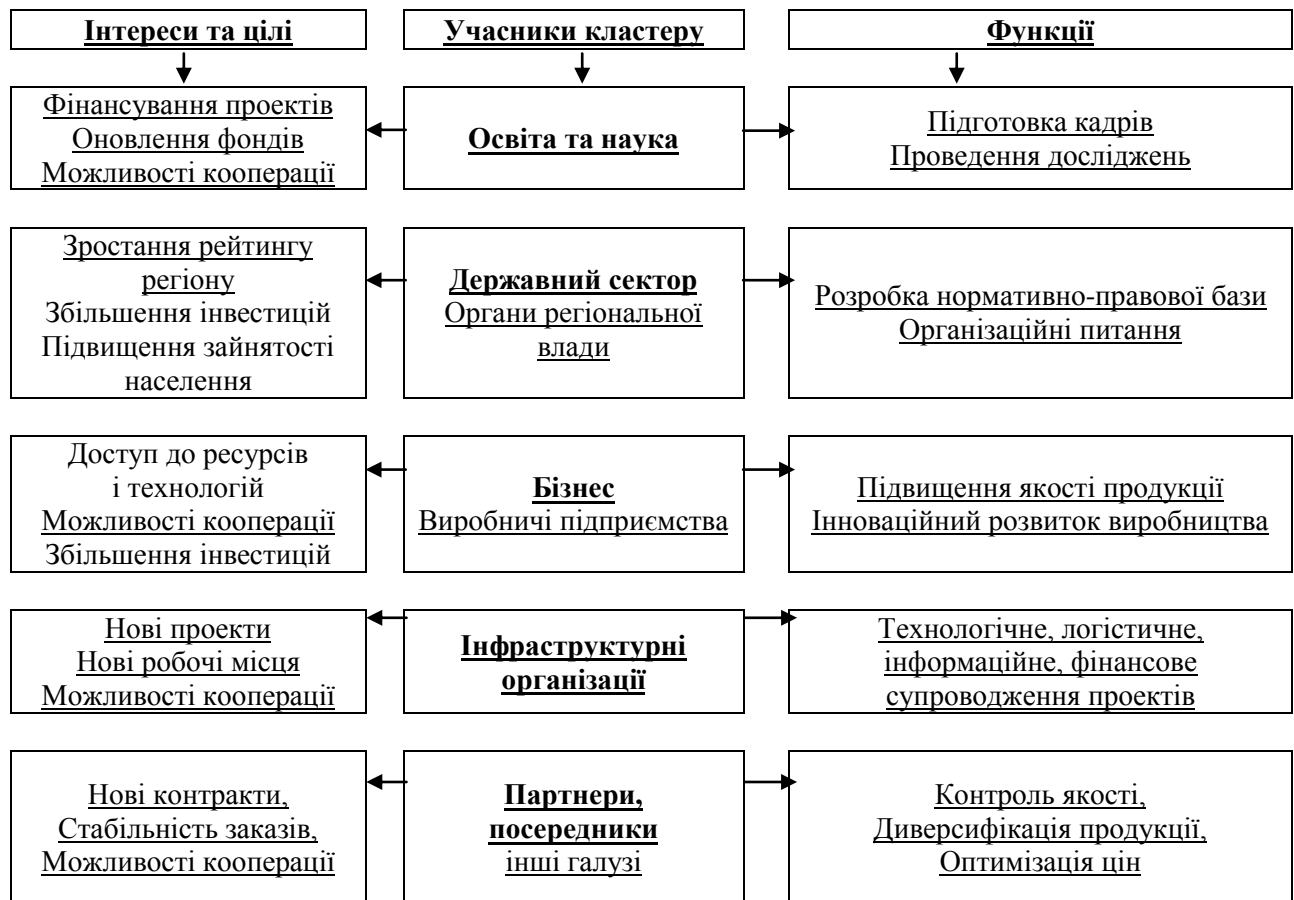 Інтереси та цілі
Учасники кластеру
Функції
Фінансування проектів
Оновлення фондів
Можливості кооперації
Освіта та наука
Підготовка кадрів
Проведення досліджень
Зростання рейтингу
регіону
Збільшення інвестицій
Підвищення зайнятості
населення
Державний сектор
Органи регіональної
влади
Розробка нормативно-правової бази
Організаційні питання
Доступ до ресурсів
і технологій
Можливості кооперації
Збільшення інвестицій
Бізнес
Виробничі підприємства
Підвищення якості продукції
Інноваційний розвиток виробництва
Нові проекти
Нові робочі місця
Можливості кооперації
Інфраструктурні
організації
Технологічне, логістичне,
інформаційне, фінансове
супроводження проектів
Нові контракти,
Стабільність заказів,
Можливості кооперації
Партнери,
посередники
інші галузі
Контроль якості,
Диверсифікація продукції,
Оптимізація цін